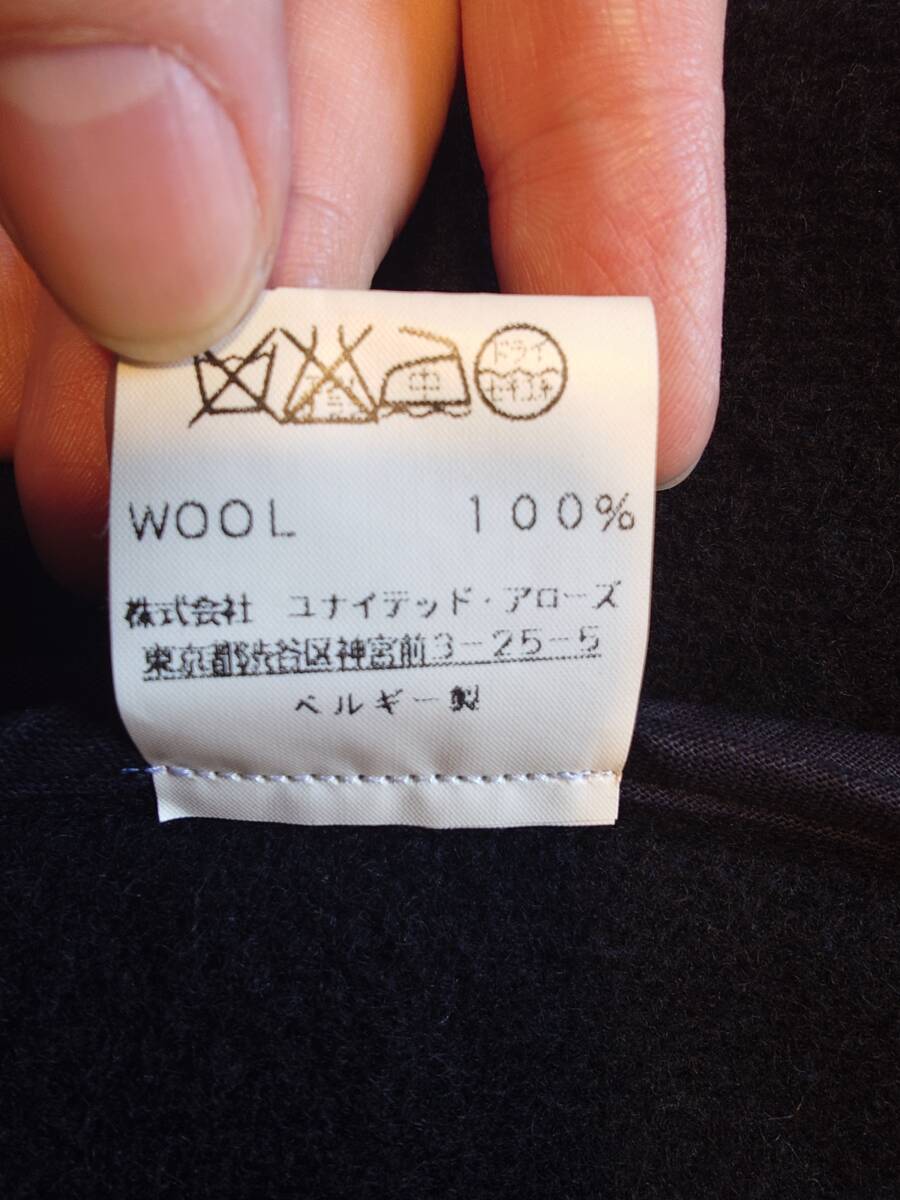 中
ドライ
セキユ系
WOOL 100%
株式会社 ユナイテッド・アローズ
東京都渋谷区神宮前3-25-5
ベルギー製